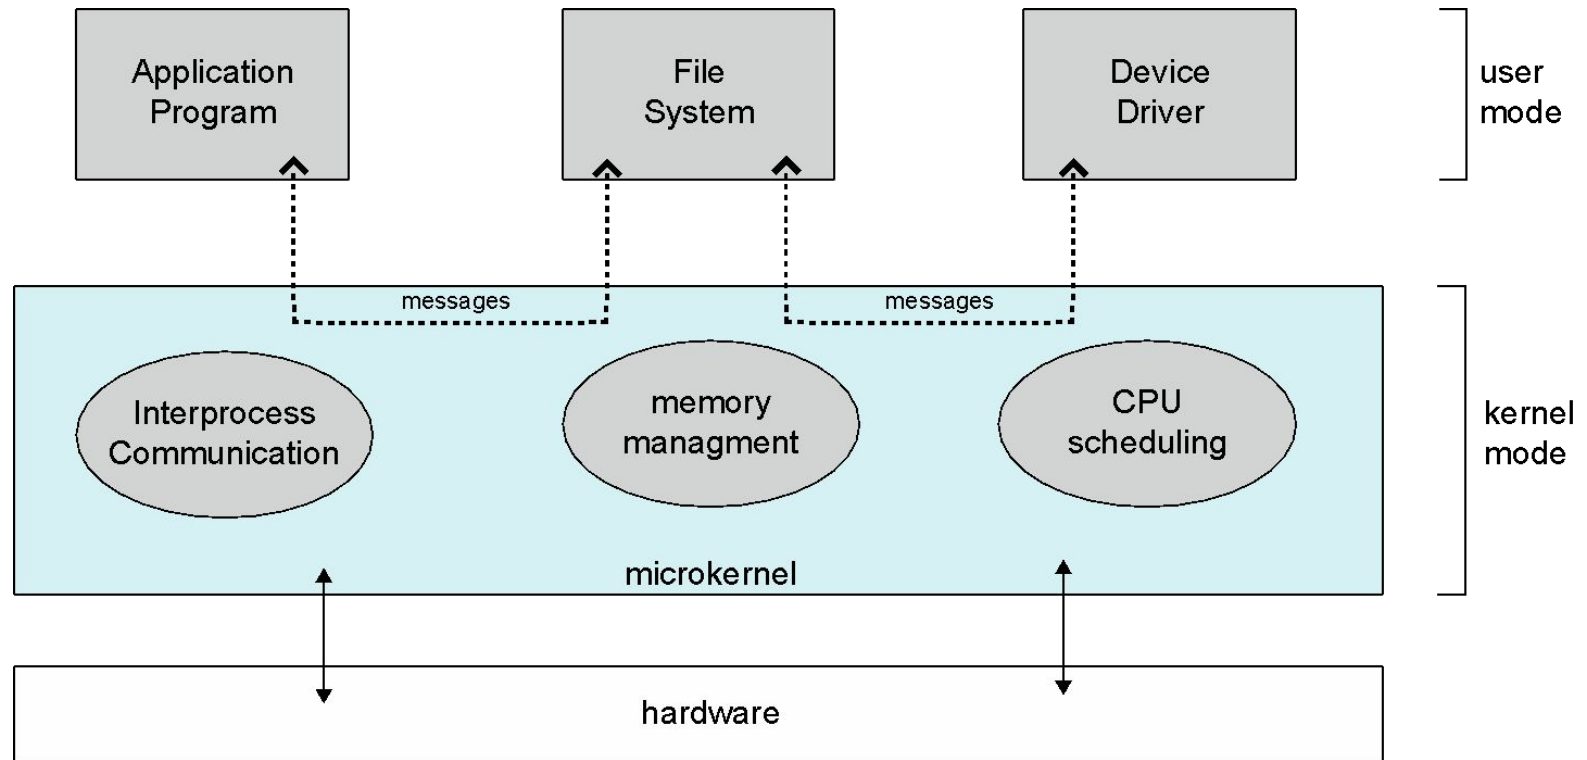 Application
Program
File
System
Device
Driver
user
mode
messages
messages
Interprocess
Communication
memory
managment
CPU
scheduling
kernel
mode
microkernel
hardware